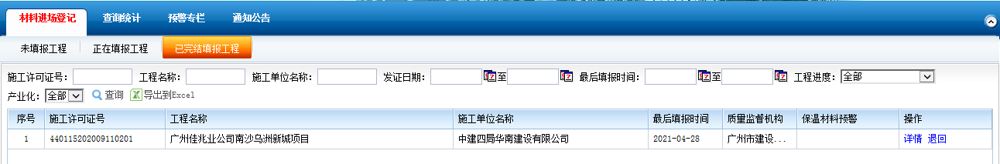 材料进场登记 查询统计 预警专栏 通知公告
未填报工程 正在填报工程 已完结填报工程
施工许可证号： 工程名称： 施工单位名称： 发证日期： 至 最后填报时间： 至 工程进度： 全部
产业化： 全部 查询 导出到Excel
序号 施工许可证号 工程名称 施工单位名称 最后填报时间 质量监督机构 保温材料预警 操作
1 440115202009110201 广州佳兆业公司南沙乌洲新城项目 中建四局华南建设有限公司 2021-04-28 广州市建设... 详情 退回